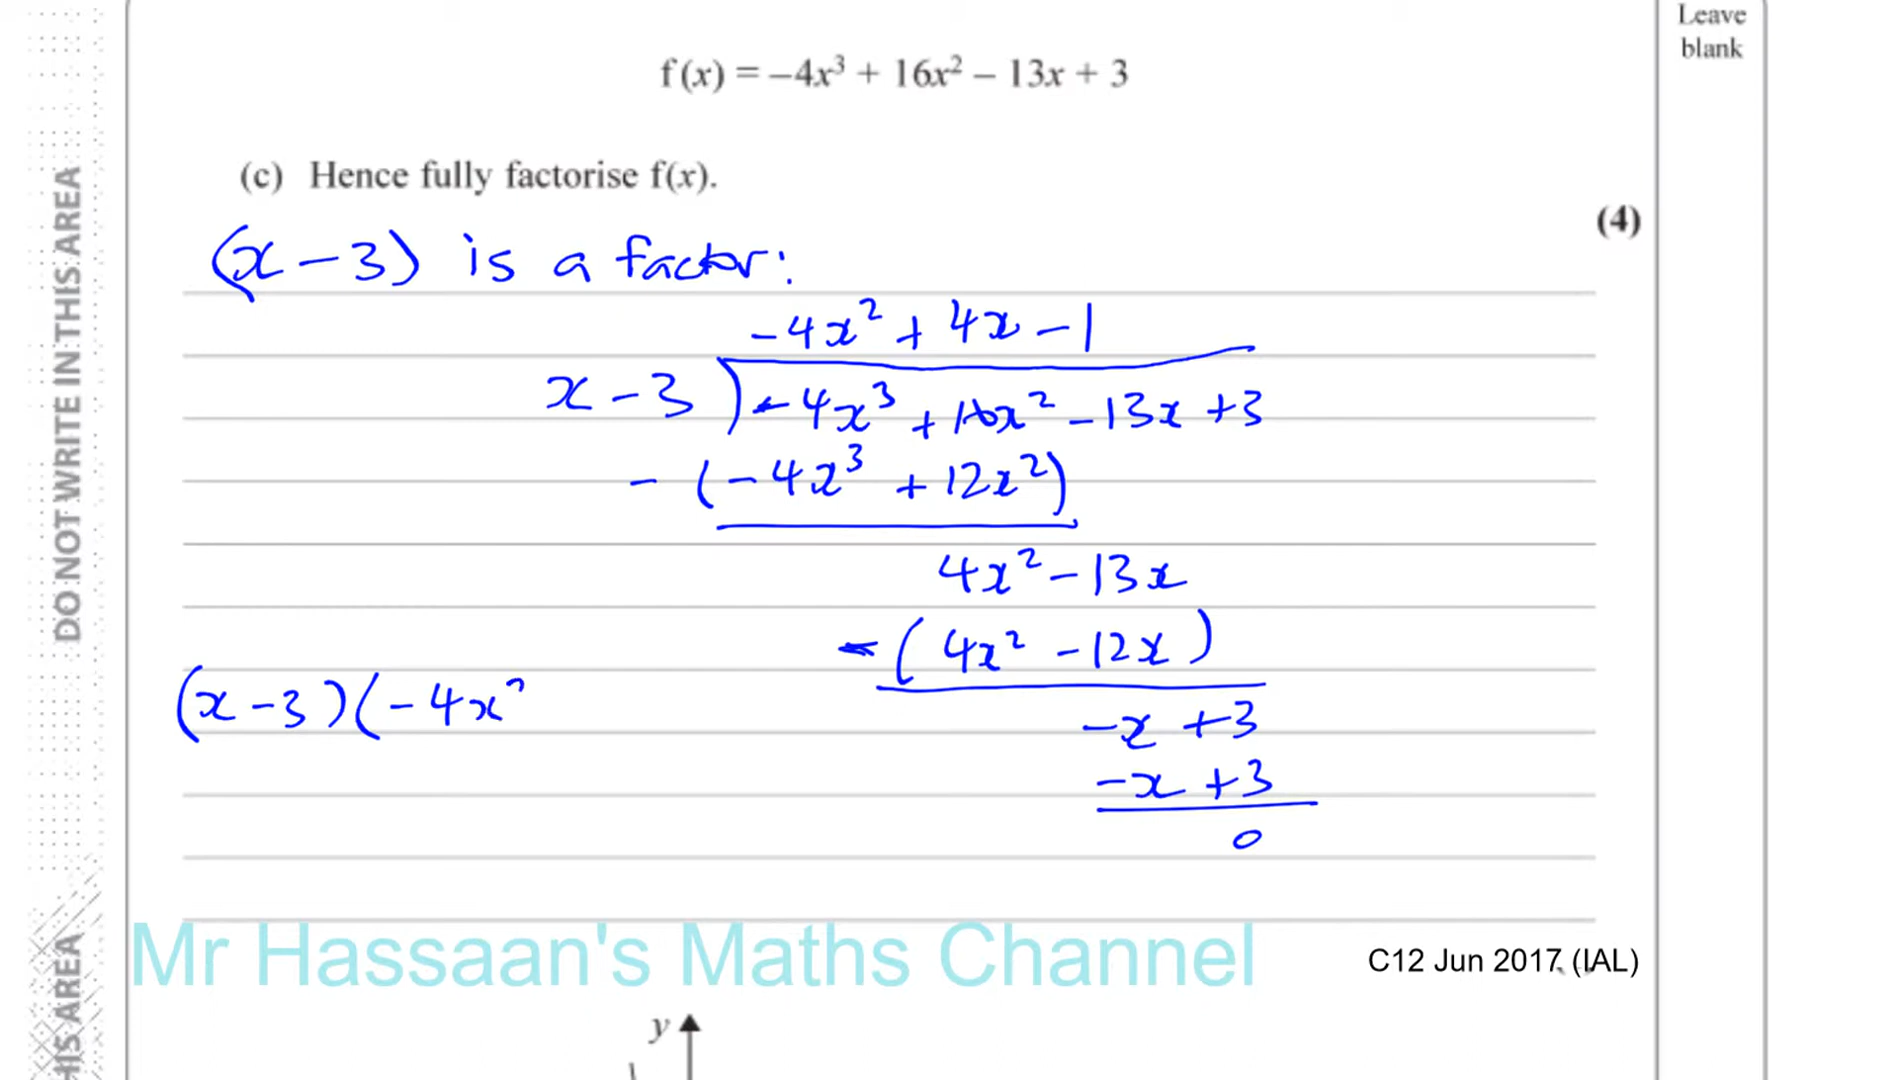 Leave
blank
f(x) = −4x³ + 16x² − 13x + 3
(c) Hence fully factorise f(x).
(4)
(x − 3) is a factor:
−4x² + 4x − 1
x − 3 ) −4x³ + 16x² − 13x + 3
− (−4x³ + 12x²)
4x² − 13x
− (4x² − 12x)
(x − 3)(−4x²
−x + 3
−x + 3
0
DO NOT WRITE IN THIS AREA
HIS AREA
Mr Hassaan's Maths Channel
C12 Jun 2017 (IAL)
y